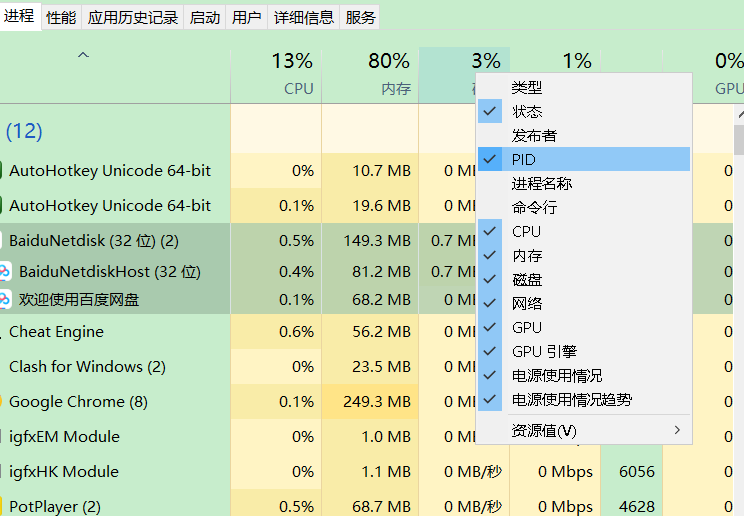 进程 性能 应用历史记录 启动 用户 详细信息 服务
13% 80% 3% 1% 0%
CPU 内存 GPU
(12)
AutoHotkey Unicode 64-bit 0% 10.7 MB 0 M 0
AutoHotkey Unicode 64-bit 0.1% 19.6 MB 0 M 0
BaiduNetdisk (32 位) (2) 0.5% 149.3 MB 0.7 M 0
BaiduNetdiskHost (32 位) 0.4% 81.2 MB 0.7 M 0
欢迎使用百度网盘 0.1% 68.2 MB 0 M 0
Cheat Engine 0.6% 56.2 MB 0 M 0
Clash for Windows (2) 0% 23.5 MB 0 M 0
Google Chrome (8) 0.1% 249.3 MB 0 M 0
igfxEM Module 0% 1.0 MB 0 M 0
igfxHK Module 0% 1.1 MB 0 MB/秒 0 Mbps 6056 0
PotPlayer (2) 0.5% 68.7 MB 0 MB/秒 0 Mbps 4628 0
类型
状态
发布者
PID
进程名称
命令行
CPU
内存
磁盘
网络
GPU
GPU 引擎
电源使用情况
电源使用情况趋势
资源值(V)